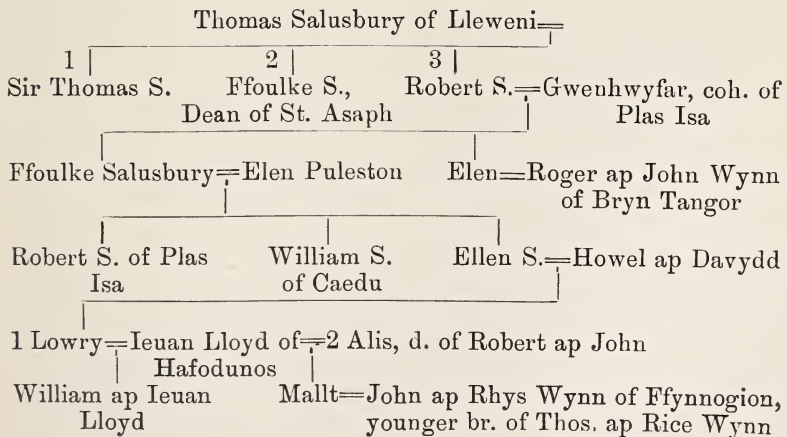 Thomas Salusbury of Lleweni=
1 2 3
Sir Thomas S. Ffoulke S., Robert S.=Gwenhwyfar, coh. of
Dean of St. Asaph Plas Isa
Ffoulke Salusbury=Elen Puleston Elen=Roger ap John Wynn
of Bryn Tangor
Robert S. of Plas William S. Ellen S.=Howel ap Davydd
Isa of Caedu
1 Lowry=Ieuan Lloyd of=2 Alis, d. of Robert ap John
Hafodunos
William ap Ieuan Mallt=John ap Rhys Wynn of Ffynnogion,
Lloyd younger br. of Thos. ap Rice Wynn